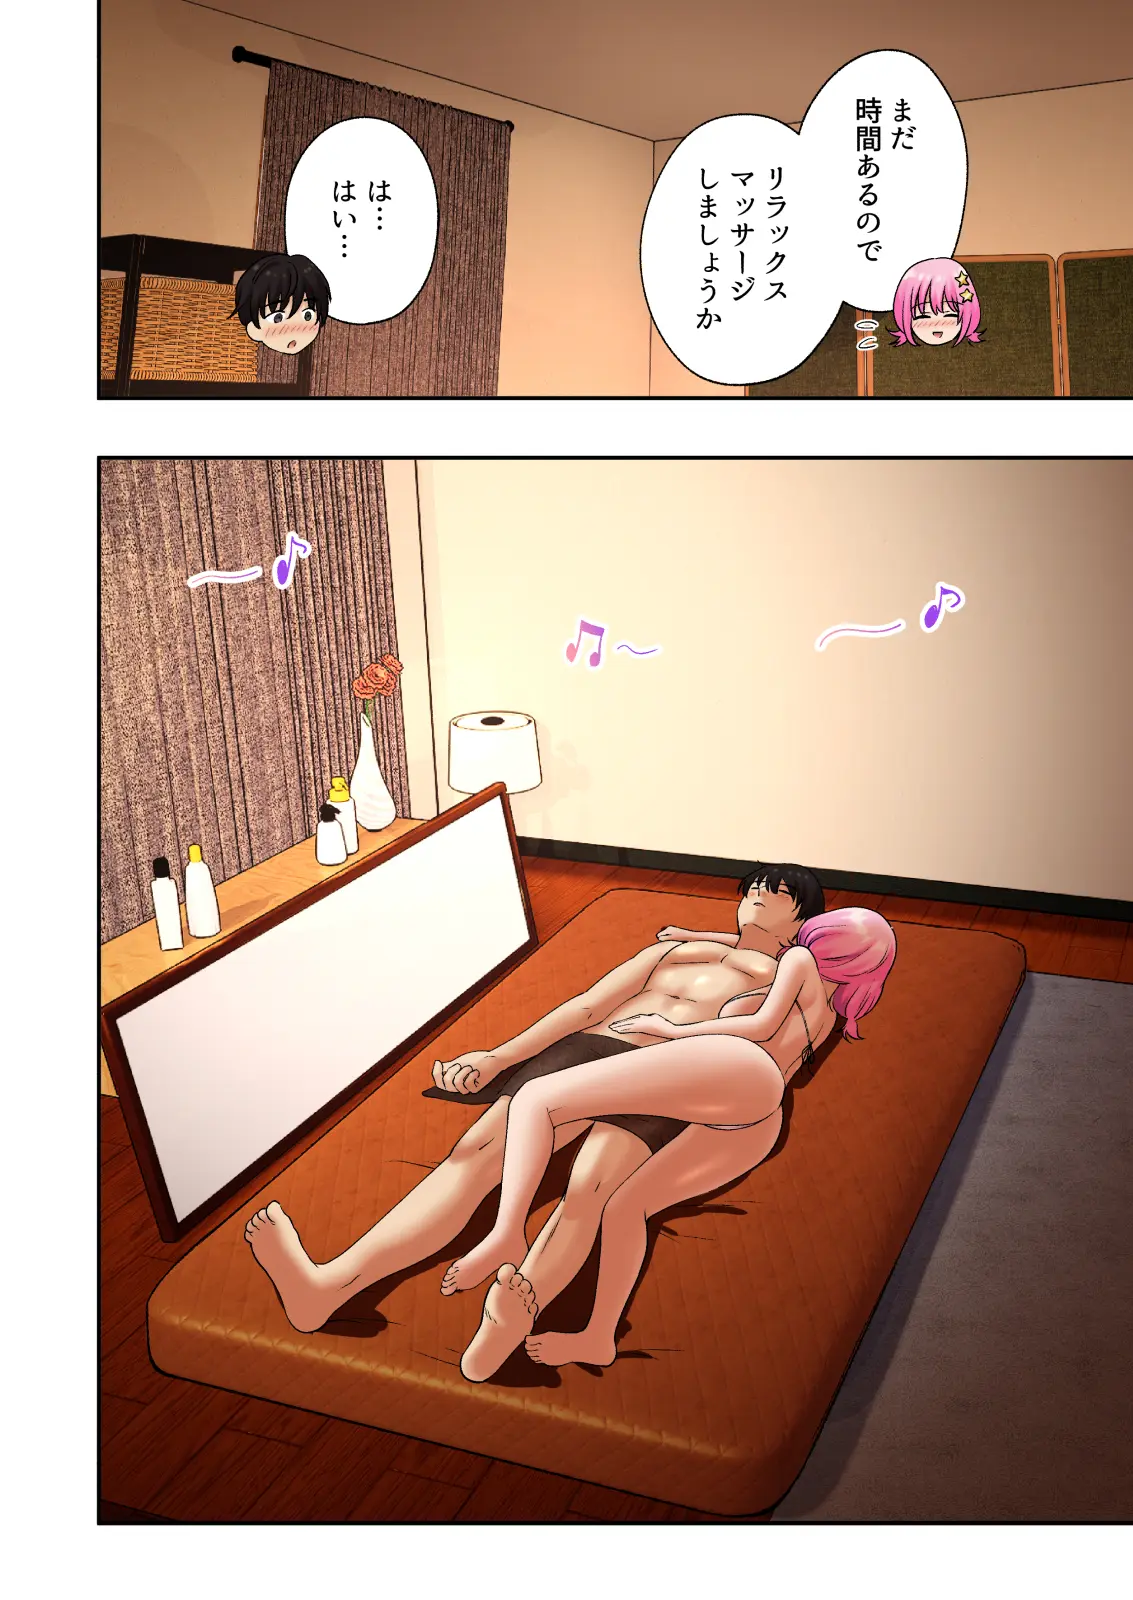 まだ
時間あるので
リラックス
マッサージ
しましょうか
は…
はい…